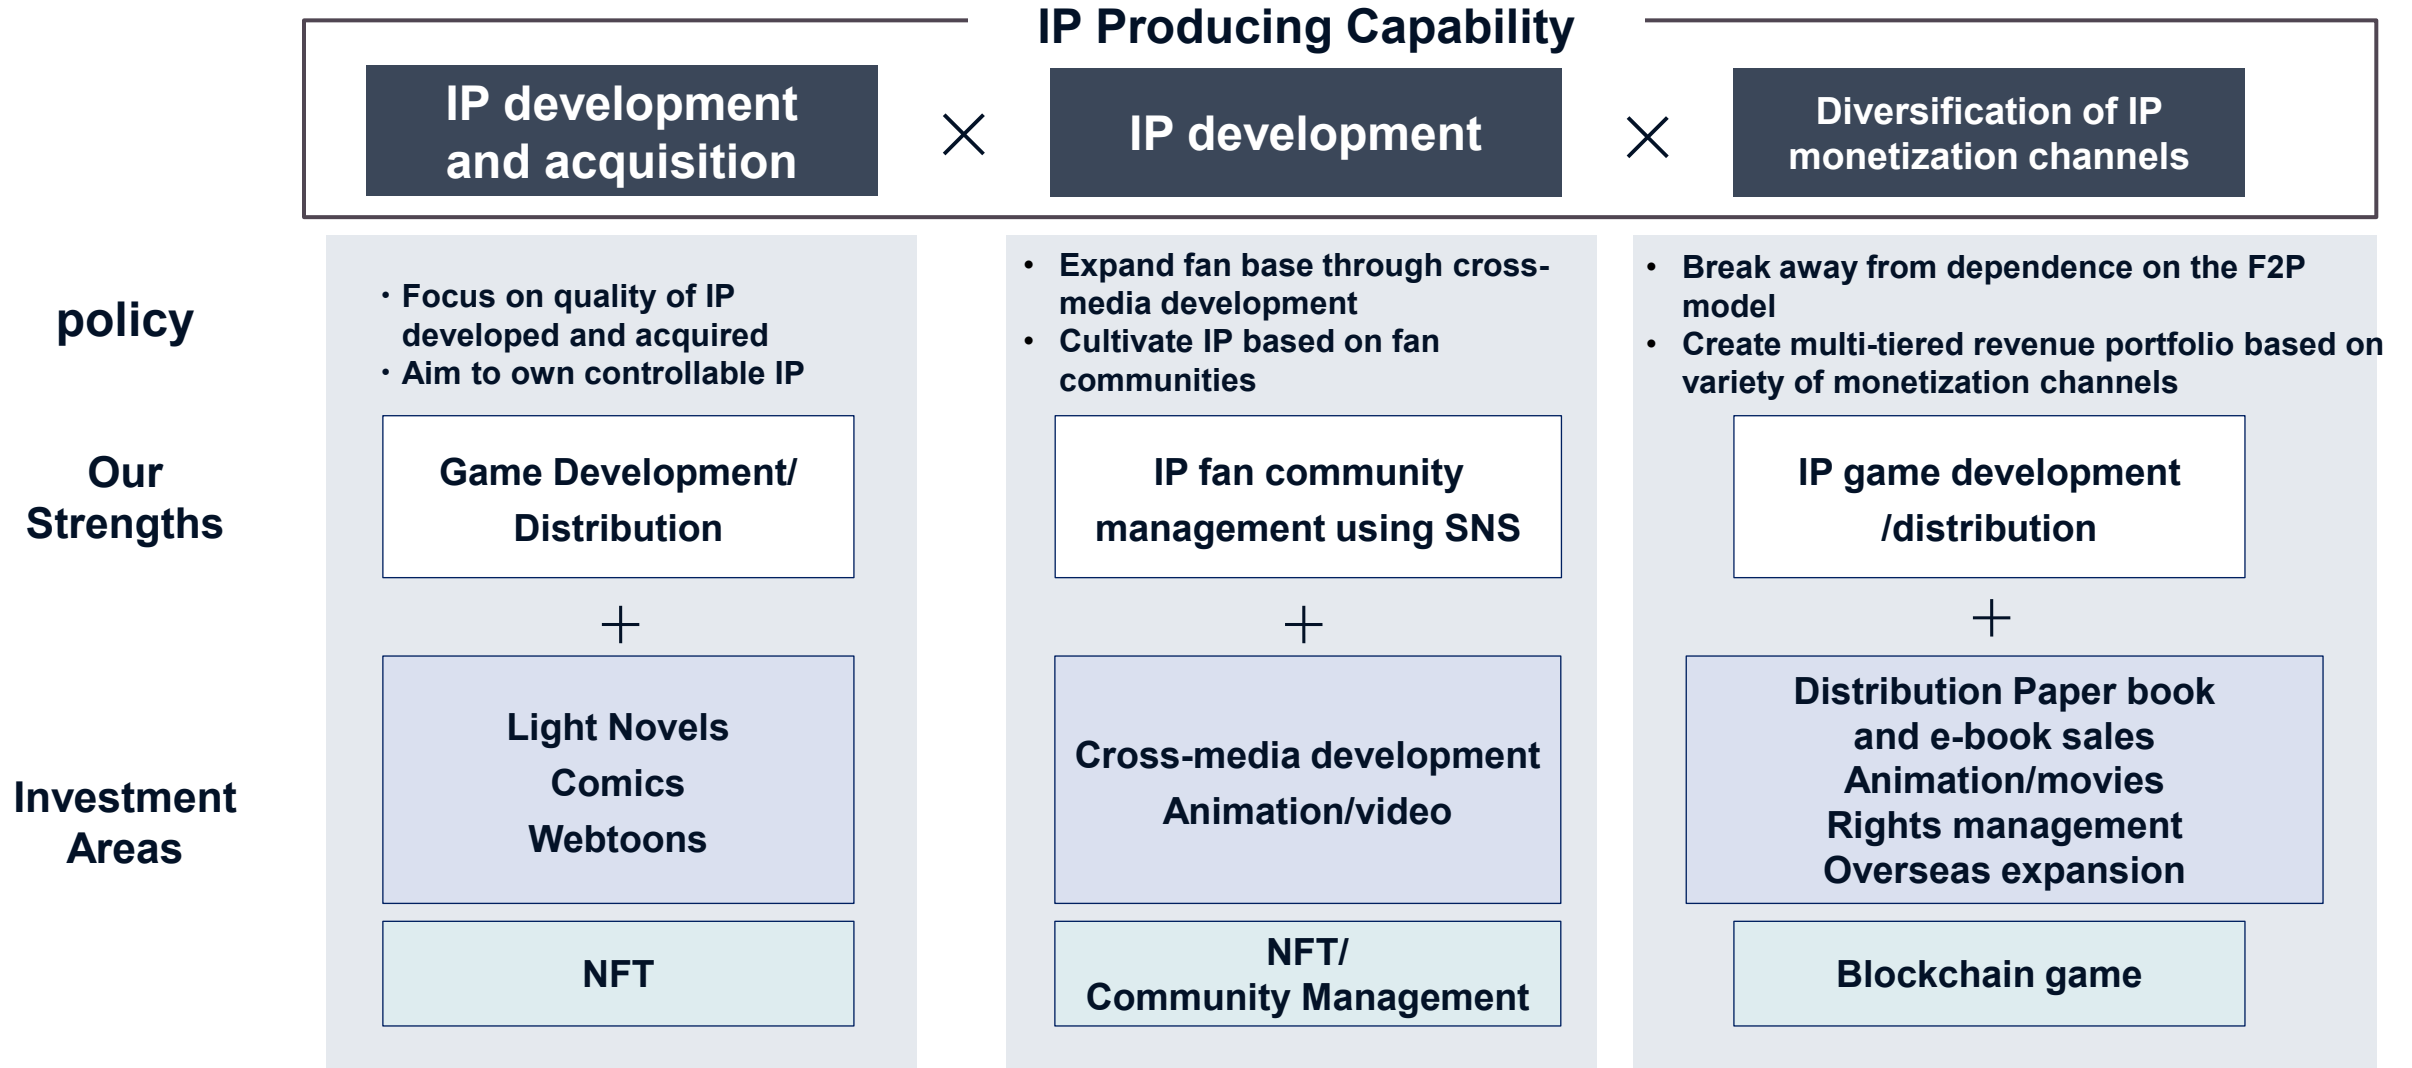 IP Producing Capability
IP development
and acquisition
×
IP development
×
Diversification of IP
monetization channels
policy
・Focus on quality of IP
developed and acquired
・Aim to own controllable IP
• Expand fan base through cross-
media development
• Cultivate IP based on fan
communities
• Break away from dependence on the F2P
model
• Create multi-tiered revenue portfolio based on
variety of monetization channels
Our
Strengths
Game Development/
Distribution
IP fan community
management using SNS
IP game development
/distribution
+
+
+
Investment
Areas
Light Novels
Comics
Webtoons
Cross-media development
Animation/video
Distribution Paper book
and e-book sales
Animation/movies
Rights management
Overseas expansion
NFT
NFT/
Community Management
Blockchain game